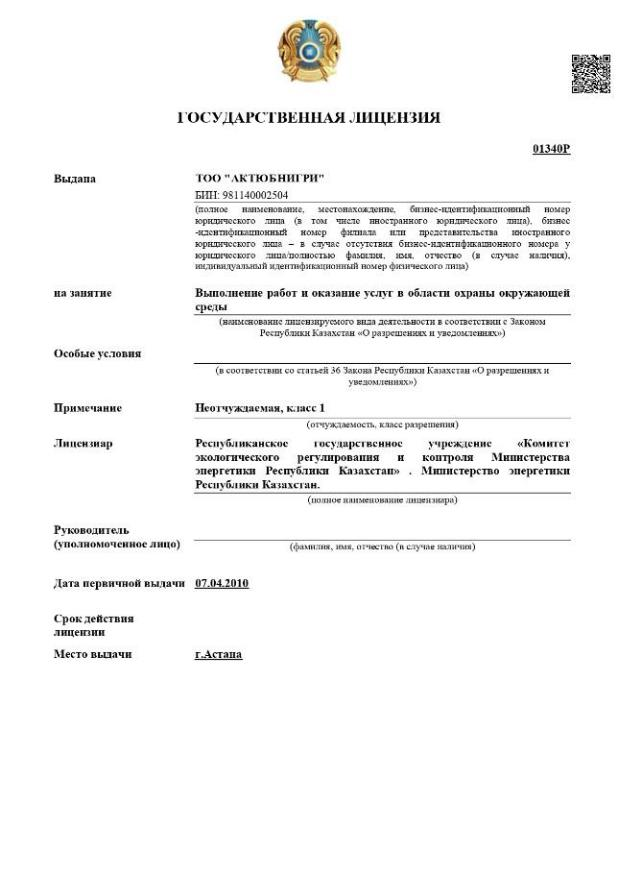 ГОСУДАРСТВЕННАЯ ЛИЦЕНЗИЯ
01340Р
Выдана
ТОО "АКТЮБНИГРИ"
БИН: 981140002504
(полное наименование, местонахождение, бизнес-идентификационный номер
юридического лица (в том числе иностранного юридического лица), бизнес
-идентификационный номер филиала или представительства иностранного
юридического лица – в случае отсутствия бизнес-идентификационного номера у
юридического лица/полностью фамилия, имя, отчество (в случае наличия),
индивидуальный идентификационный номер физического лица)
на занятие
Выполнение работ и оказание услуг в области охраны окружающей
среды
(наименование лицензируемого вида деятельности в соответствии с Законом
Республики Казахстан «О разрешениях и уведомлениях»)
Особые условия
(в соответствии со статьей 36 Закона Республики Казахстан «О разрешениях и
уведомлениях»)
Примечание
Неотчуждаемая, класс 1
(отчуждаемость, класс разрешения)
Лицензиар
Республиканское государственное учреждение «Комитет
экологического регулирования и контроля Министерства
энергетики Республики Казахстан» . Министерство энергетики
Республики Казахстан.
(полное наименование лицензиара)
Руководитель
(уполномоченное лицо)
(фамилия, имя, отчество (в случае наличия)
Дата первичной выдачи 07.04.2010
Срок действия
лицензии
Место выдачи
г.Астана